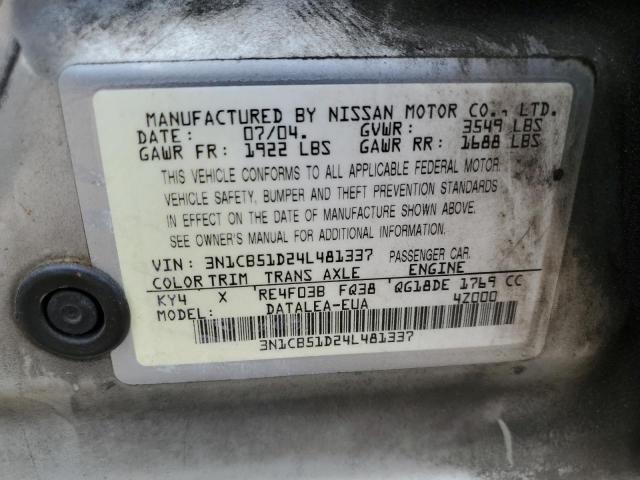 MANUFACTURED BY NISSAN MOTOR CO., LTD.
DATE: 07/04. GVWR: 3549 LBS
GAWR FR: 1922 LBS GAWR RR: 1688 LBS
THIS VEHICLE CONFORMS TO ALL APPLICABLE FEDERAL MOTOR
VEHICLE SAFETY, BUMPER AND THEFT PREVENTION STANDARDS
IN EFFECT ON THE DATE OF MANUFACTURE SHOWN ABOVE.
SEE OWNER'S MANUAL FOR ADDITIONAL INFORMATION.
VIN: 3N1CB51D24L481337 PASSENGER CAR.
COLOR TRIM TRANS AXLE ENGINE
KY4 X RE4F03B FQ38 QG18DE 1769 CC
MODEL: DATALEA-EUA 4Z000
3N1CB51D24L481337